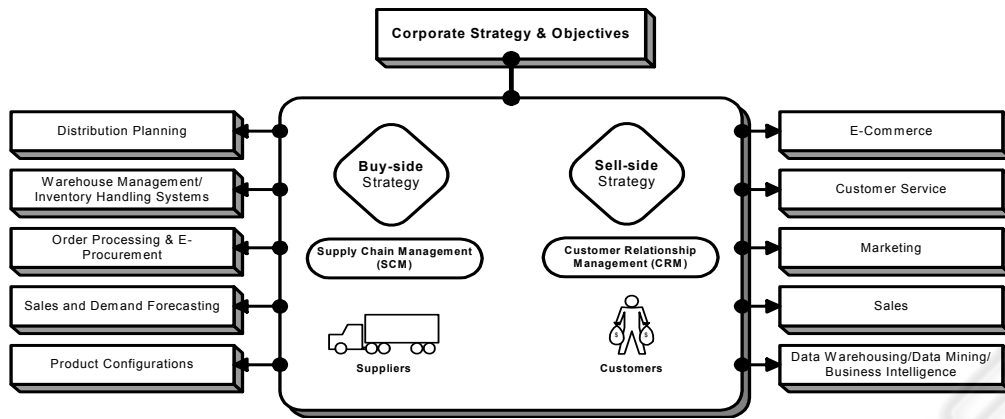 Corporate Strategy & Objectives
Distribution Planning
Warehouse Management/
Inventory Handling Systems
Order Processing & E-
Procurement
Sales and Demand Forecasting
Product Configurations
Buy-side
Strategy
Supply Chain Management
(SCM)
Suppliers
Sell-side
Strategy
Customer Relationship
Management (CRM)
$
$
Customers
E-Commerce
Customer Service
Marketing
Sales
Data Warehousing/Data Mining/
Business Intelligence